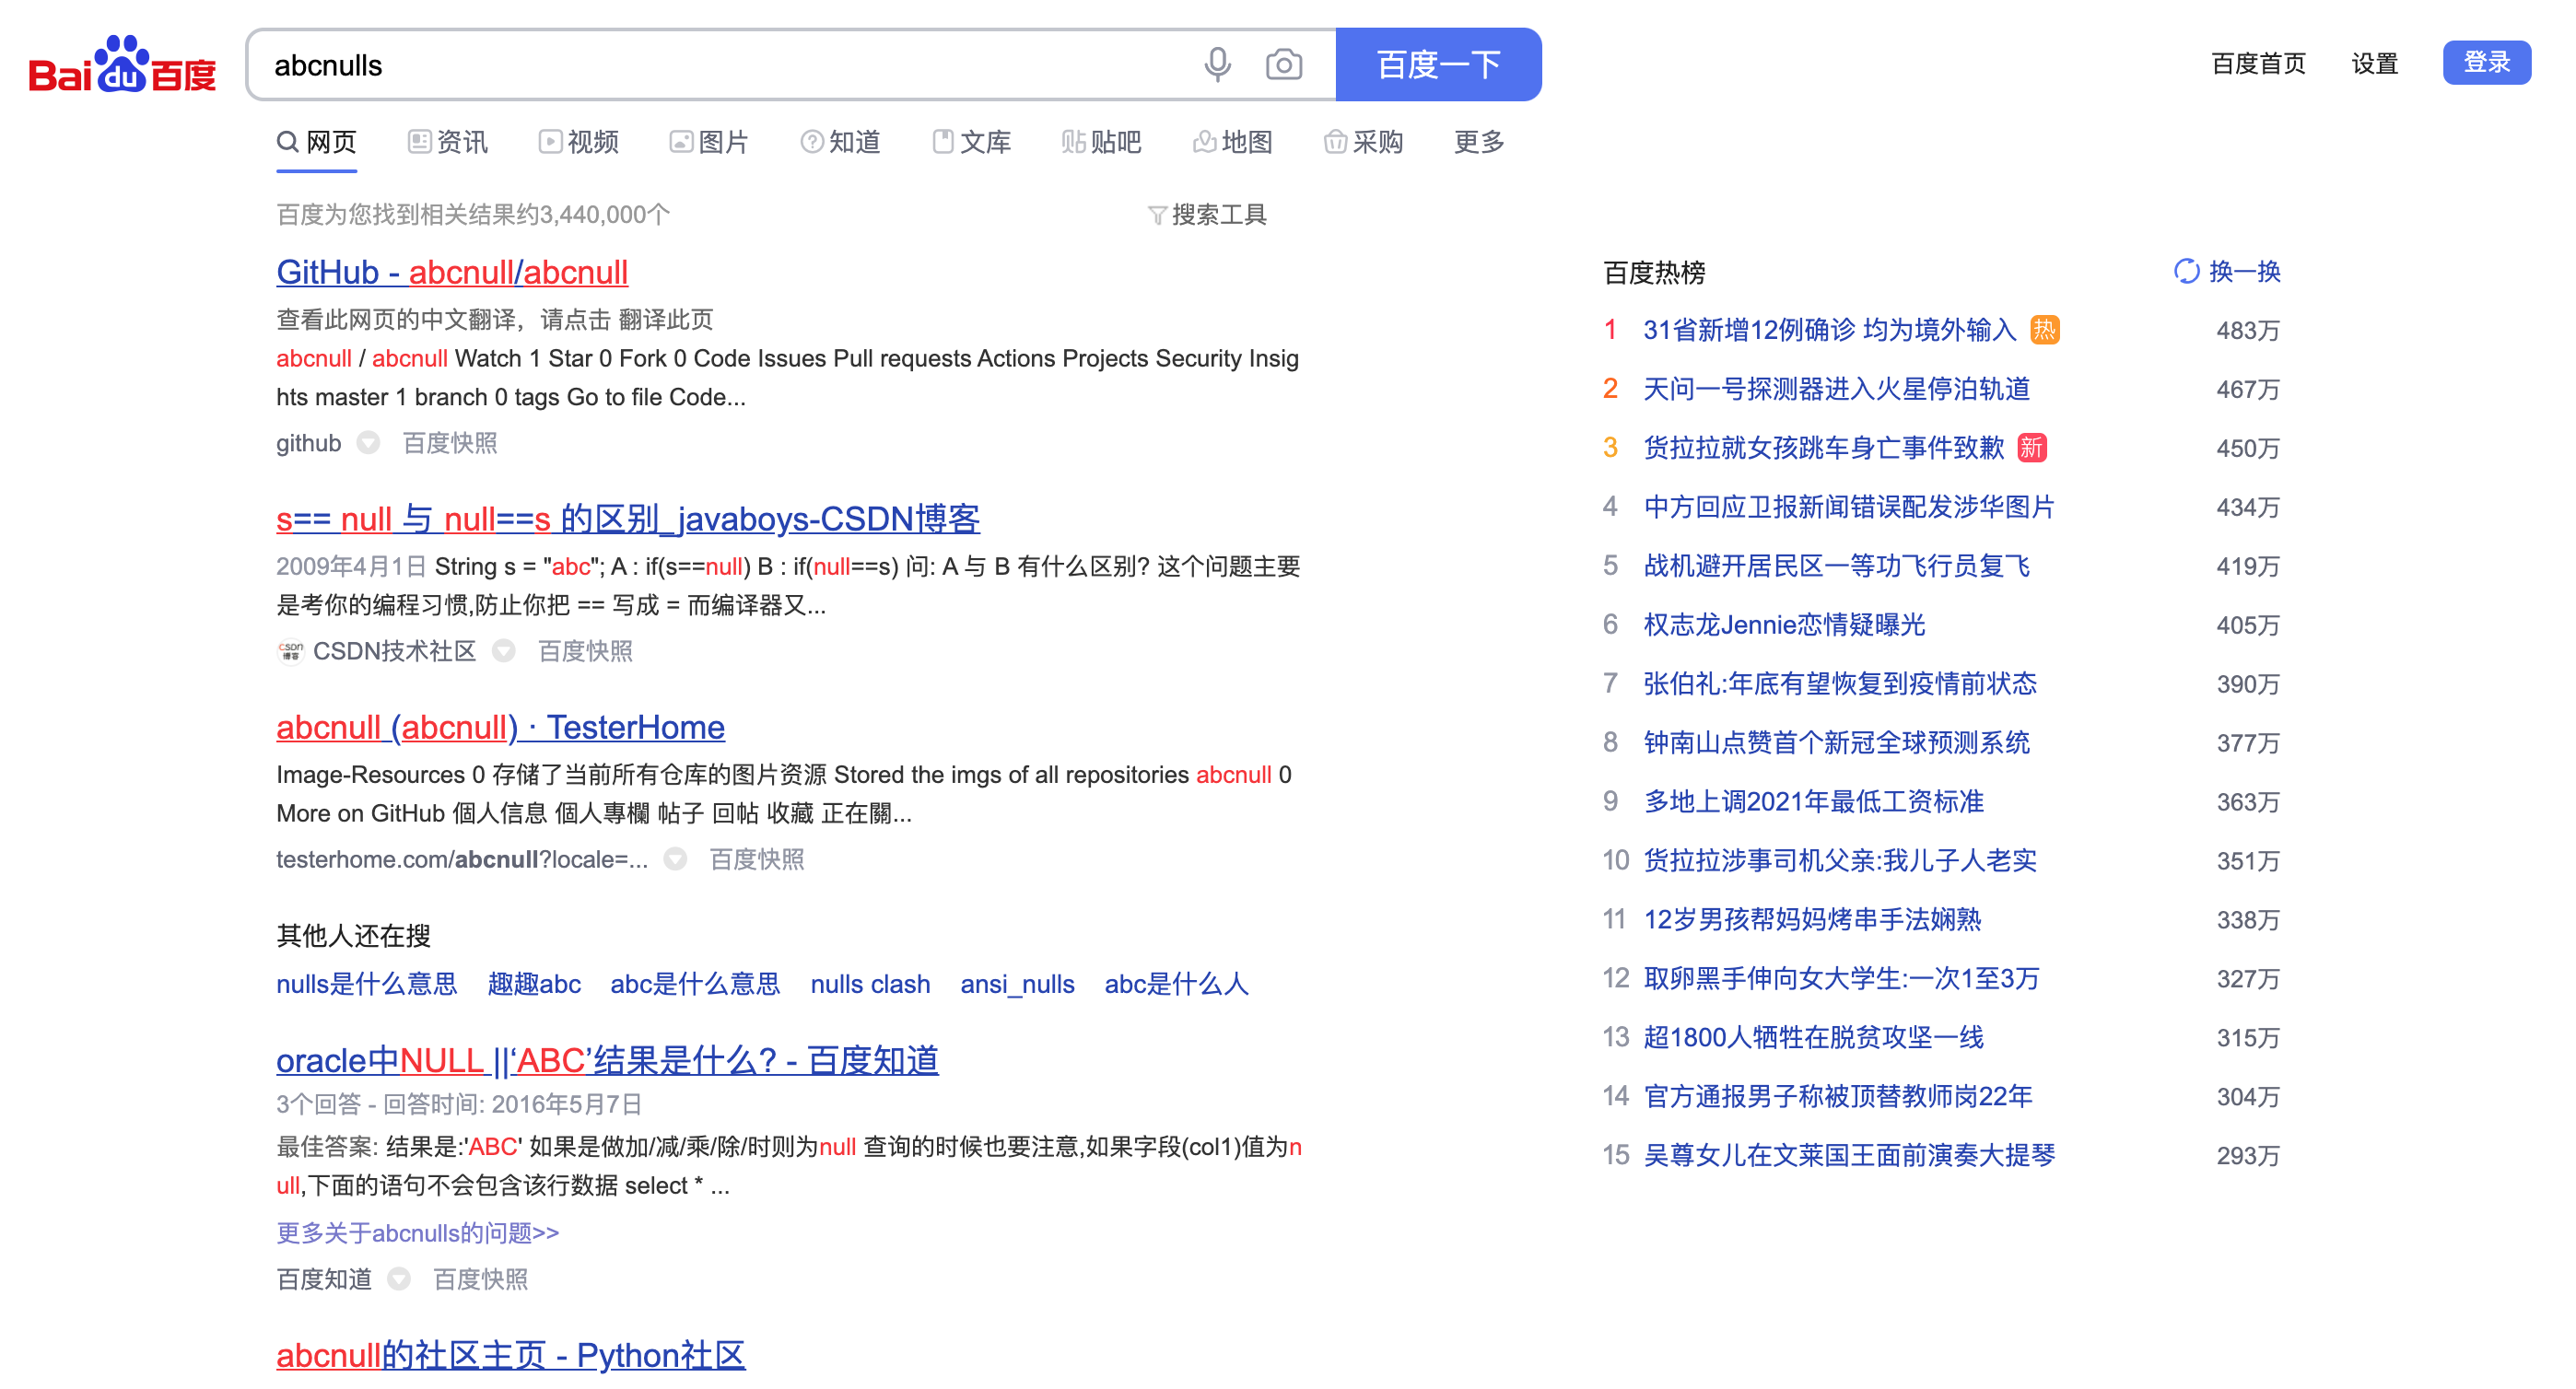 Baidu百度
abcnulls
百度一下
百度首页 设置 登录
网页 资讯 视频 图片 知道 文库 贴贴吧 地图 采购 更多
百度为您找到相关结果约3,440,000个 搜索工具
GitHub - abcnull/abcnull
查看此网页的中文翻译，请点击 翻译此页
abcnull / abcnull Watch 1 Star 0 Fork 0 Code Issues Pull requests Actions Projects Security Insig
hts master 1 branch 0 tags Go to file Code...
github 百度快照
s== null 与 null==s 的区别_javaboys-CSDN博客
2009年4月1日 String s = "abc"; A : if(s==null) B : if(null==s) 问: A 与 B 有什么区别? 这个问题主要
是考你的编程习惯,防止你把 == 写成 = 而编译器又...
CSDN博客 CSDN技术社区 百度快照
abcnull (abcnull) · TesterHome
Image-Resources 0 存储了当前所有仓库的图片资源 Stored the imgs of all repositories abcnull 0
More on GitHub 個人信息 個人專欄 帖子 回帖 收藏 正在關...
testerhome.com/abcnull?locale=... 百度快照
其他人还在搜
nulls是什么意思 趣趣abc abc是什么意思 nulls clash ansi_nulls abc是什么人
oracle中NULL ||‘ABC’结果是什么? - 百度知道
3个回答 - 回答时间: 2016年5月7日
最佳答案: 结果是:'ABC' 如果是做加/减/乘/除/时则为null 查询的时候也要注意,如果字段(col1)值为n
ull,下面的语句不会包含该行数据 select * ...
更多关于abcnulls的问题>>
百度知道 百度快照
abcnull的社区主页 - Python社区
百度热榜 换一换
1 31省新增12例确诊 均为境外输入 热 483万
2 天问一号探测器进入火星停泊轨道 467万
3 货拉拉就女孩跳车身亡事件致歉 新 450万
4 中方回应卫报新闻错误配发涉华图片 434万
5 战机避开居民区一等功飞行员复飞 419万
6 权志龙Jennie恋情疑曝光 405万
7 张伯礼:年底有望恢复到疫情前状态 390万
8 钟南山点赞首个新冠全球预测系统 377万
9 多地上调2021年最低工资标准 363万
10 货拉拉涉事司机父亲:我儿子人老实 351万
11 12岁男孩帮妈妈烤串手法娴熟 338万
12 取卵黑手伸向女大学生:一次1至3万 327万
13 超1800人牺牲在脱贫攻坚一线 315万
14 官方通报男子称被顶替教师岗22年 304万
15 吴尊女儿在文莱国王面前演奏大提琴 293万